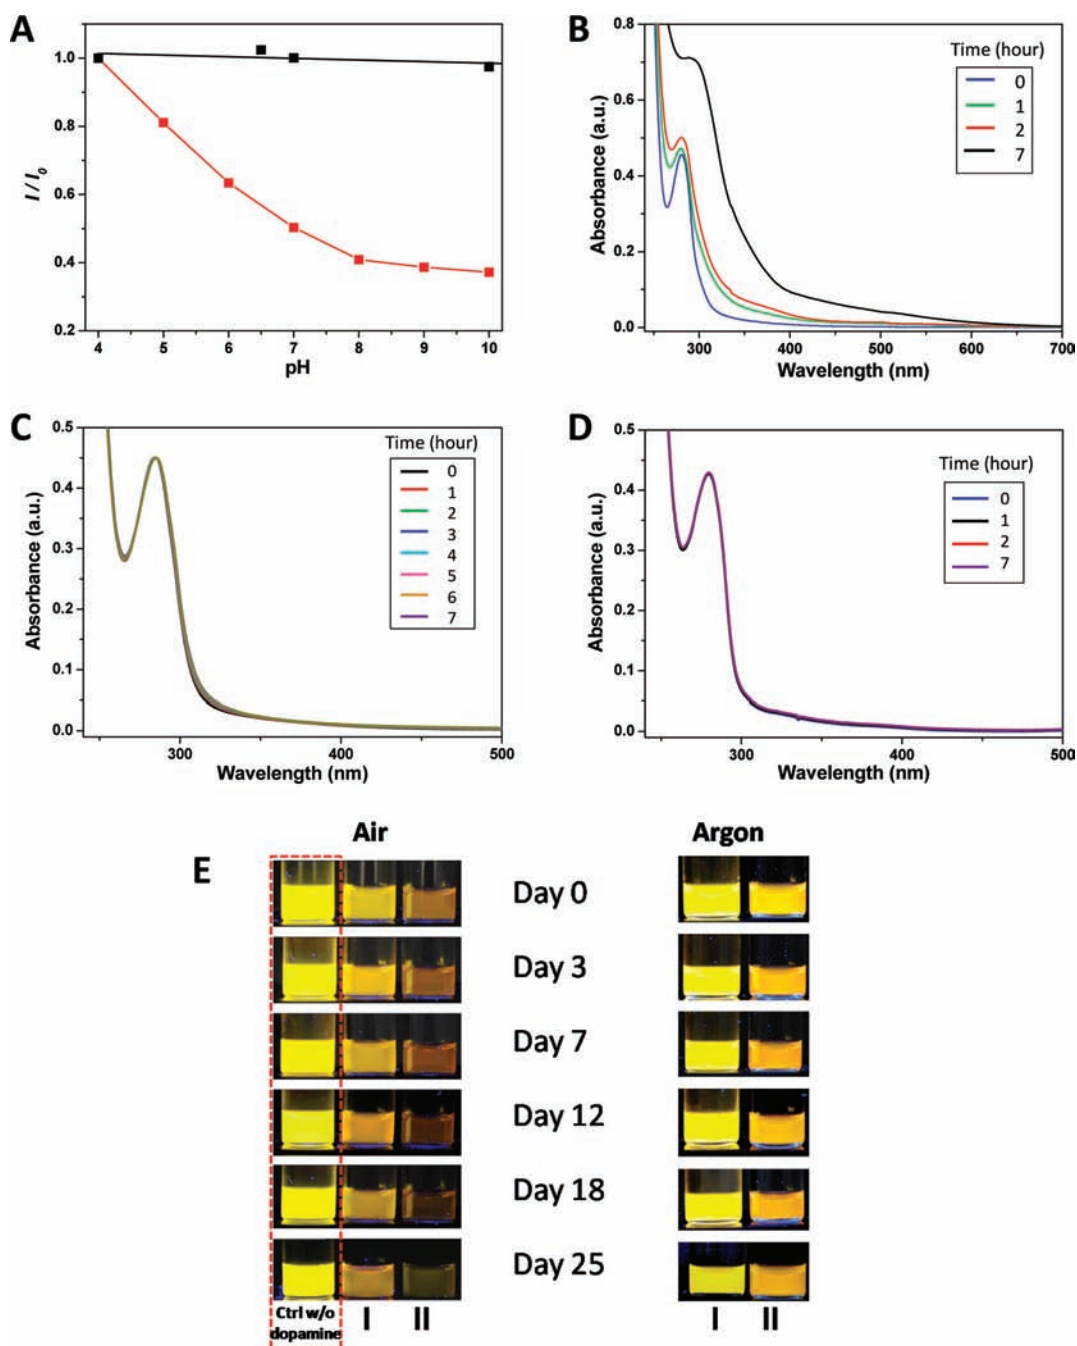 A
I / I0
1.0
0.8
0.6
0.4
0.2
4 5 6 7 8 9 10
pH
B
Absorbance (a.u.)
0.8
0.6
0.4
0.2
0.0
300 400 500 600 700
Wavelength (nm)
Time (hour)
0
1
2
7
C
Absorbance (a.u.)
0.5
0.4
0.3
0.2
0.1
0.0
300 400 500
Wavelength (nm)
Time (hour)
0
1
2
3
4
5
6
7
D
Absorbance (a.u.)
0.5
0.4
0.3
0.2
0.1
0.0
300 400 500
Wavelength (nm)
Time (hour)
0
1
2
7
E
Air Argon
Day 0
Day 3
Day 7
Day 12
Day 18
Day 25
Ctrl w/o
dopamine
I II
I II